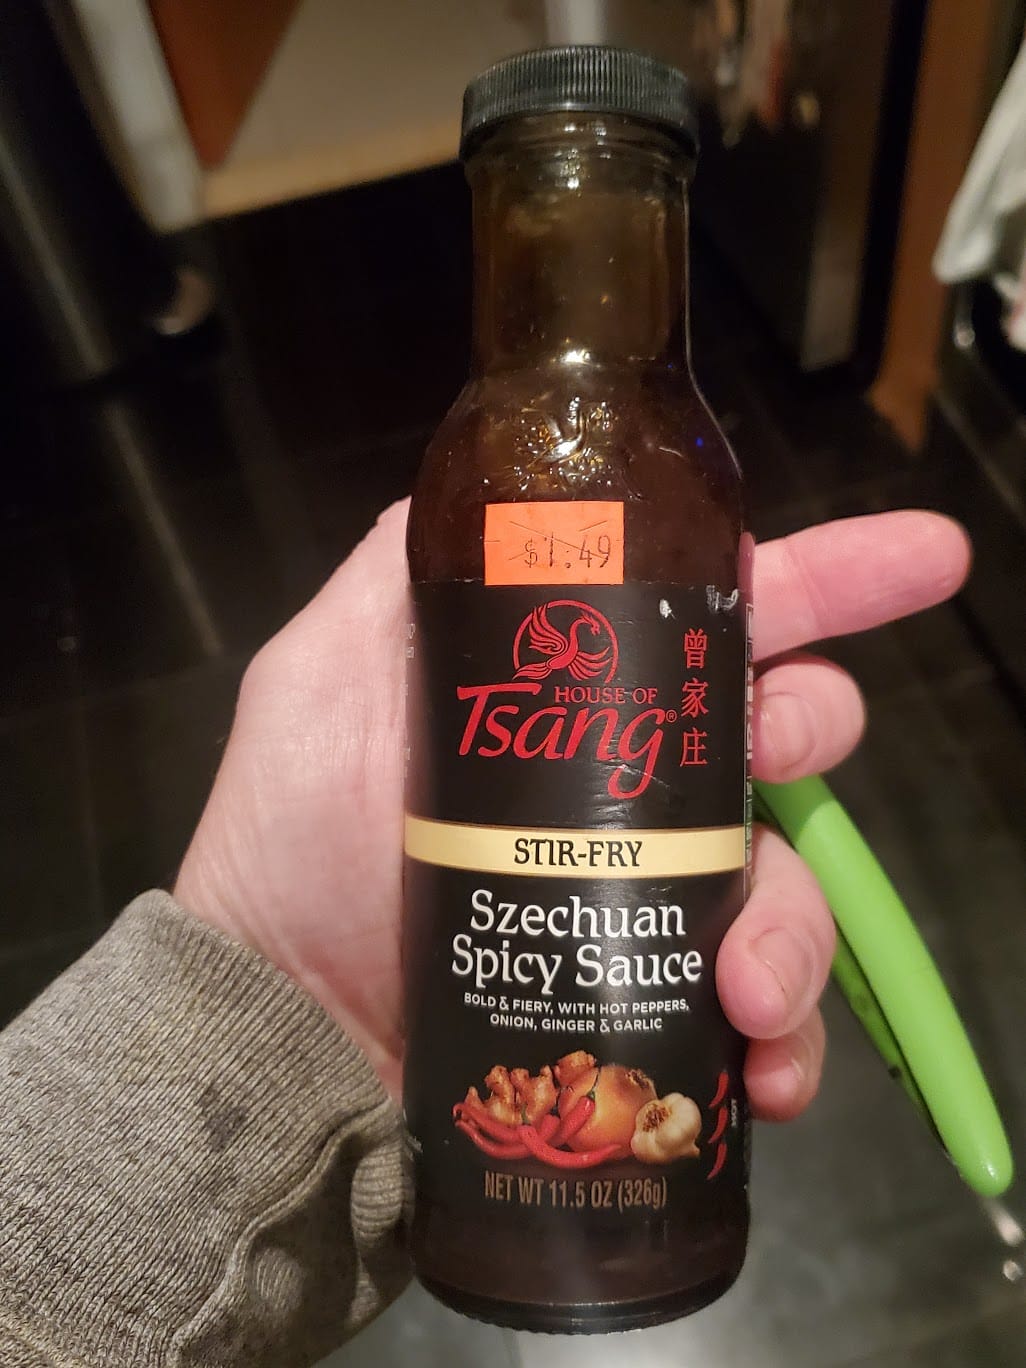 $1.49
HOUSE OF
Tsang®
曾家庄
STIR-FRY
Szechuan
Spicy Sauce
BOLD & FIERY, WITH HOT PEPPERS,
ONION, GINGER & GARLIC
HOT
NET WT 11.5 OZ (326g)